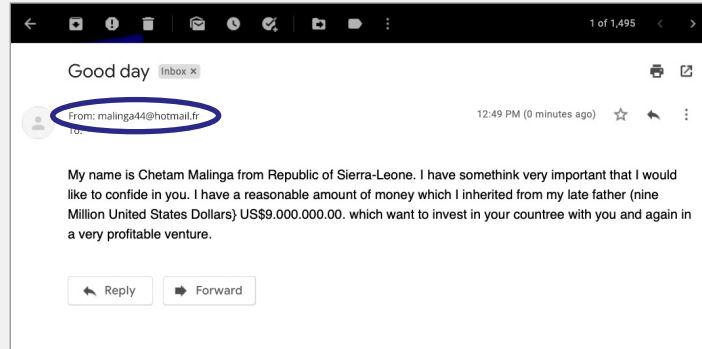 1 of 1,495
Good day Inbox ×
From: malinga44@hotmail.fr 12:49 PM (0 minutes ago)
To:
My name is Chetam Malinga from Republic of Sierra-Leone. I have somethink very important that I would
like to confide in you. I have a reasonable amount of money which I inherited from my late father (nine
Million United States Dollars} US$9.000.000.00. which want to invest in your countree with you and again in
a very profitable venture.
Reply Forward